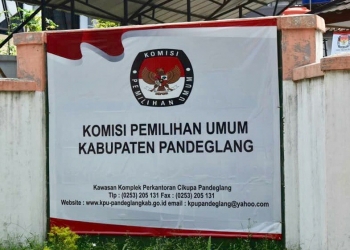 KOMISI
PEMILIHAN UMUM
KOMISI PEMILIHAN UMUM
KABUPATEN PANDEGLANG
Kawasan Komplek Perkantoran Cikupa Pandeglang
Tlp : (0253) 205 131 Fax : (0253) 205 131
Website : www.kpu-pandeglangkab.go.id email : kpupandeglang@yahoo.com